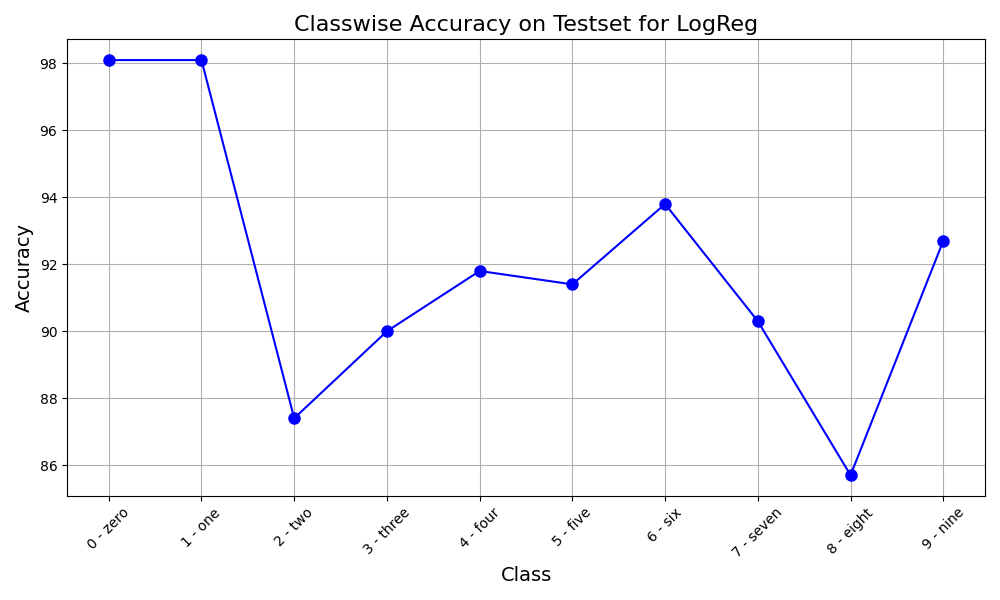 Classwise Accuracy on Testset for LogReg
Accuracy
98
96
94
92
90
88
86
0 - zero
1 - one
2 - two
3 - three
4 - four
5 - five
6 - six
7 - seven
8 - eight
9 - nine
Class